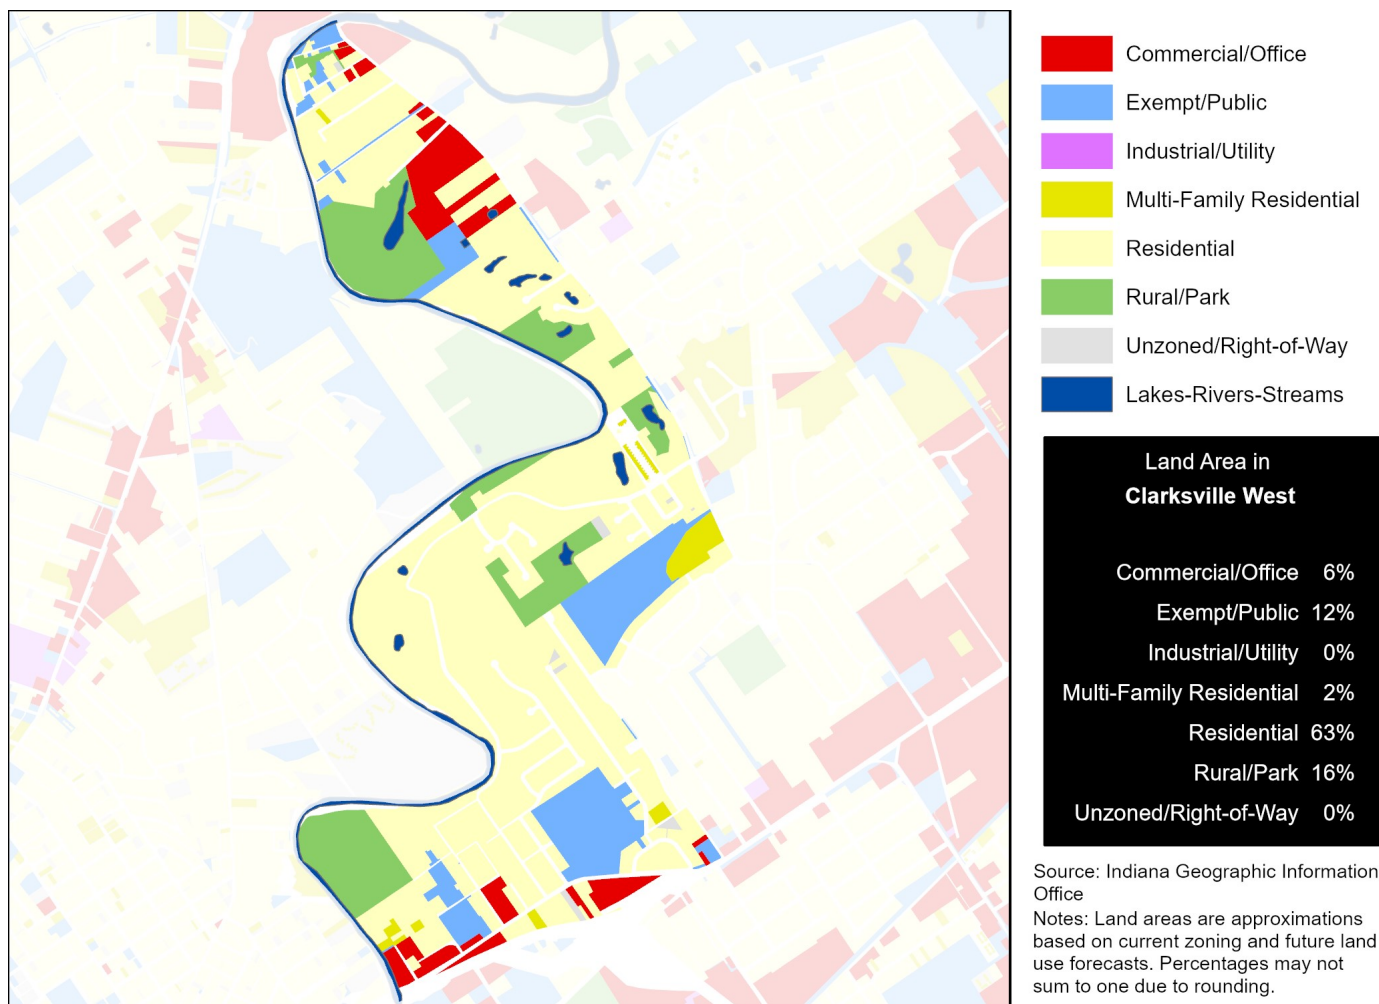 Commercial/Office
Exempt/Public
Industrial/Utility
Multi-Family Residential
Residential
Rural/Park
Unzoned/Right-of-Way
Lakes-Rivers-Streams
Land Area in
Clarksville West
Commercial/Office 6%
Exempt/Public 12%
Industrial/Utility 0%
Multi-Family Residential 2%
Residential 63%
Rural/Park 16%
Unzoned/Right-of-Way 0%
Source: Indiana Geographic Information
Office
Notes: Land areas are approximations
based on current zoning and future land
use forecasts. Percentages may not
sum to one due to rounding.